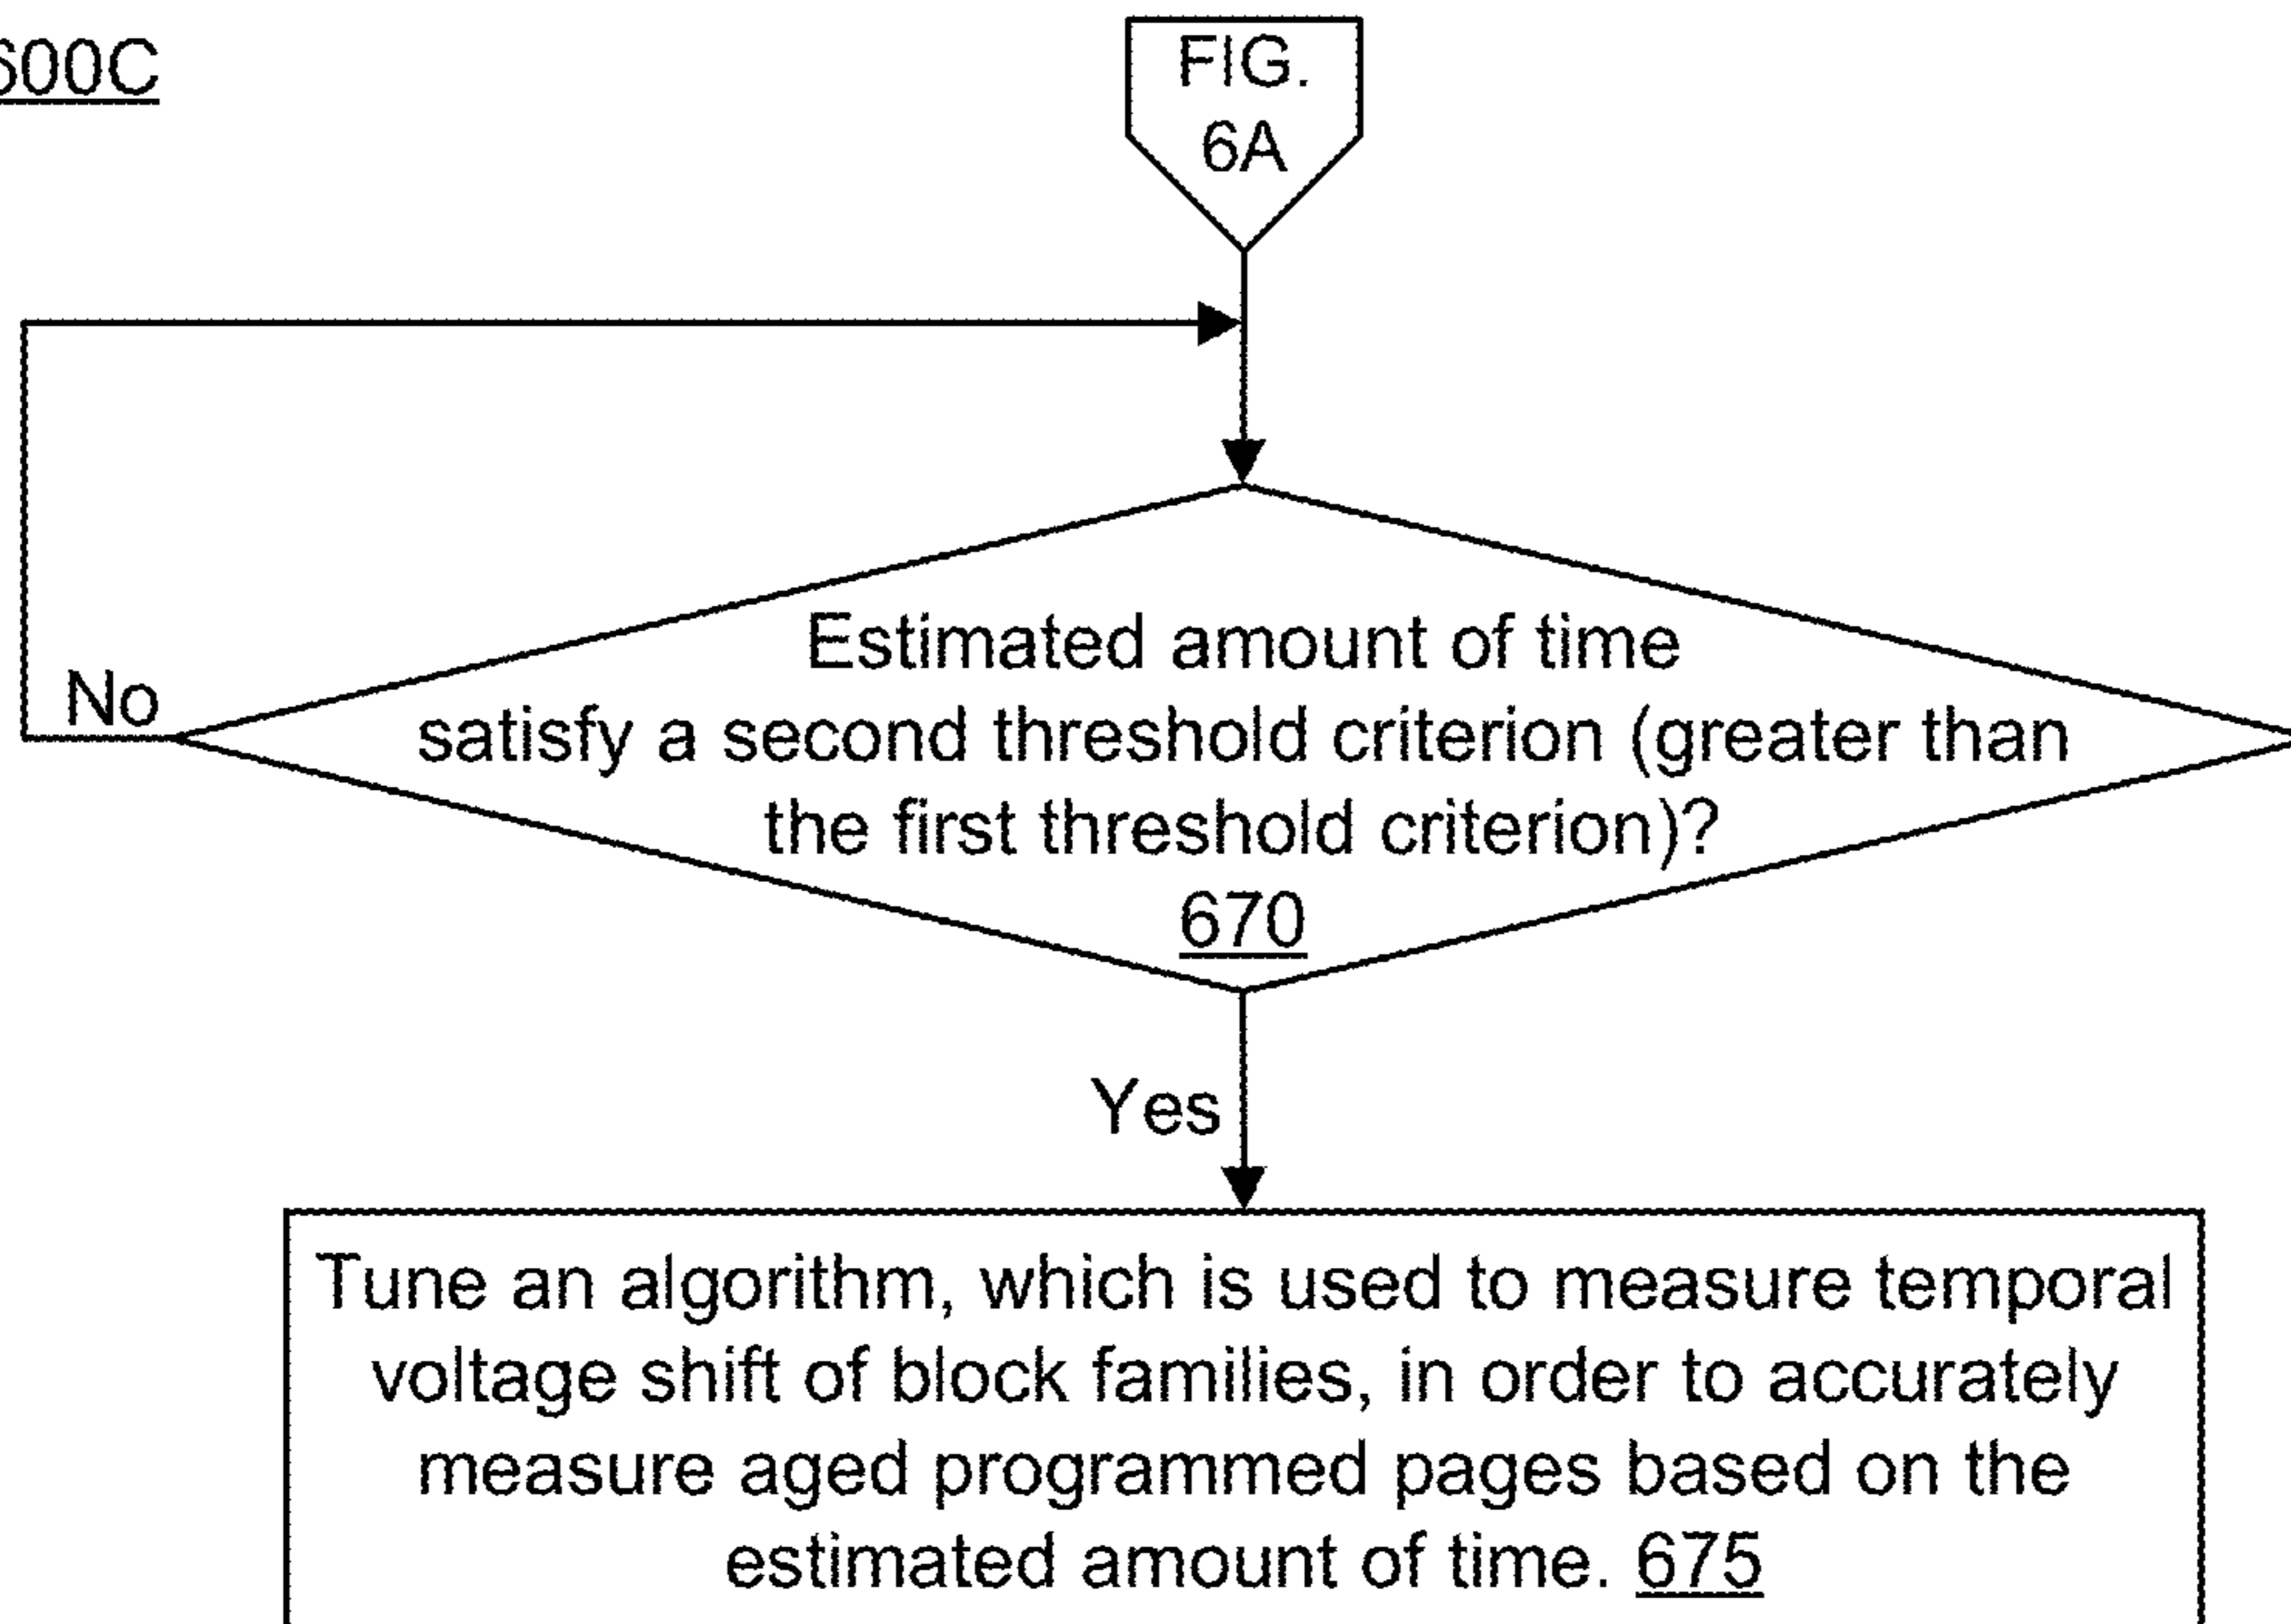 600C
FIG.
6A
No
Estimated amount of time
satisfy a second threshold criterion (greater than
the first threshold criterion)?
670
Yes
Tune an algorithm, which is used to measure temporal
voltage shift of block families, in order to accurately
measure aged programmed pages based on the
estimated amount of time. 675